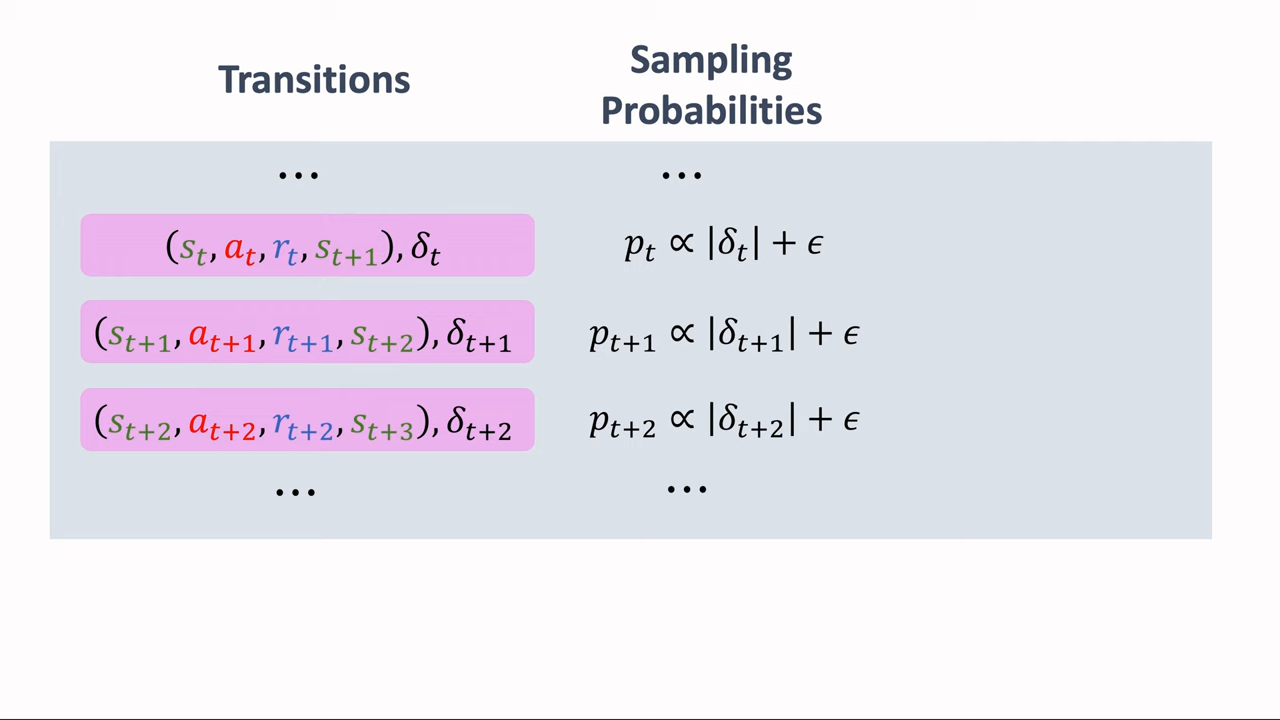 Transitions
Sampling
Probabilities
… …
(s_t, a_t, r_t, s_{t+1}), δ_t p_t ∝ |δ_t| + ϵ
(s_{t+1}, a_{t+1}, r_{t+1}, s_{t+2}), δ_{t+1} p_{t+1} ∝ |δ_{t+1}| + ϵ
(s_{t+2}, a_{t+2}, r_{t+2}, s_{t+3}), δ_{t+2} p_{t+2} ∝ |δ_{t+2}| + ϵ
… …